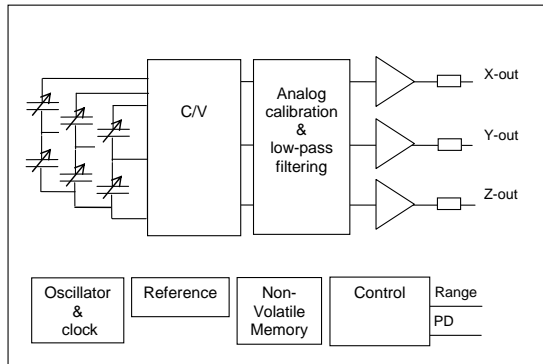 C/V
Analog
calibration
&
low-pass
filtering
X-out
Y-out
Z-out
Oscillator
&
clock
Reference
Non-
Volatile
Memory
Control
Range
PD